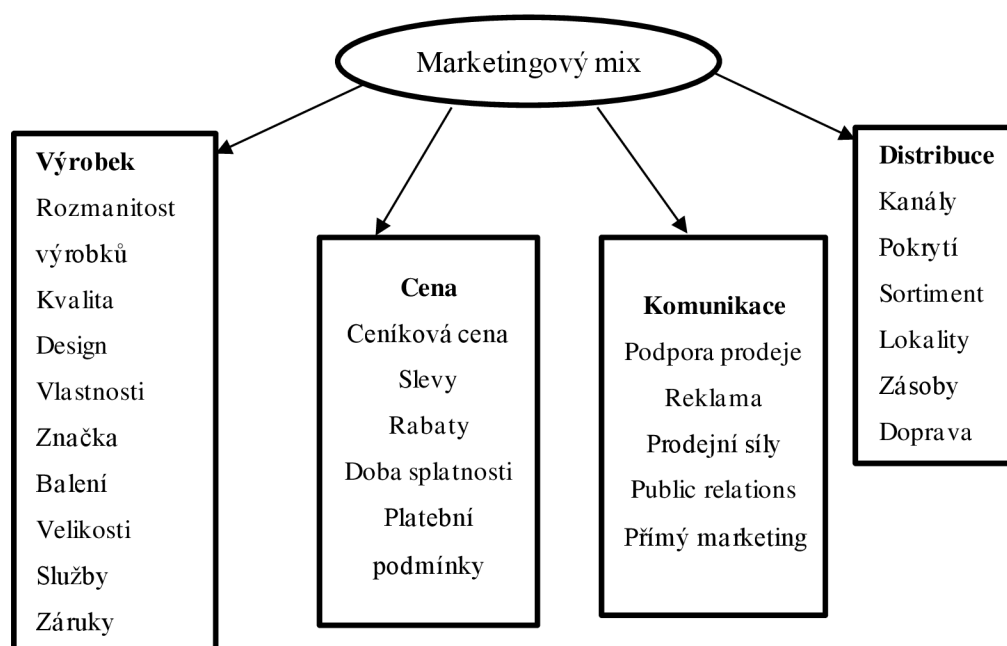 Marketingový mix
Výrobek
Rozmanitost
výrobků
Kvalita
Design
Vlastnosti
Značka
Balení
Velikosti
Služby
Záruky
Cena
Ceníková cena
Slevy
Rabaty
Doba splatnosti
Platební
podmínky
Komunikace
Podpora prodeje
Reklama
Prodejní síly
Public relations
Přímý marketing
Distribuce
Kanály
Pokrytí
Sortiment
Lokality
Zásoby
Doprava